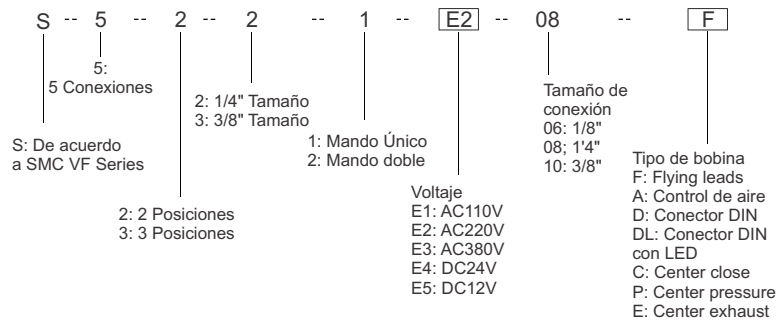 S -- 5 -- 2 -- 2 -- 1 -- E2 -- 08 -- F
5:
5 Conexiones
S: De acuerdo
a SMC VF Series
2: 2 Posiciones
3: 3 Posiciones
2: 1/4" Tamaño
3: 3/8" Tamaño
1: Mando Único
2: Mando doble
Voltaje
E1: AC110V
E2: AC220V
E3: AC380V
E4: DC24V
E5: DC12V
Tamaño de
conexión
06: 1/8"
08; 1'4"
10: 3/8"
Tipo de bobina
F: Flying leads
A: Control de aire
D: Conector DIN
DL: Conector DIN
con LED
C: Center close
P: Center pressure
E: Center exhaust